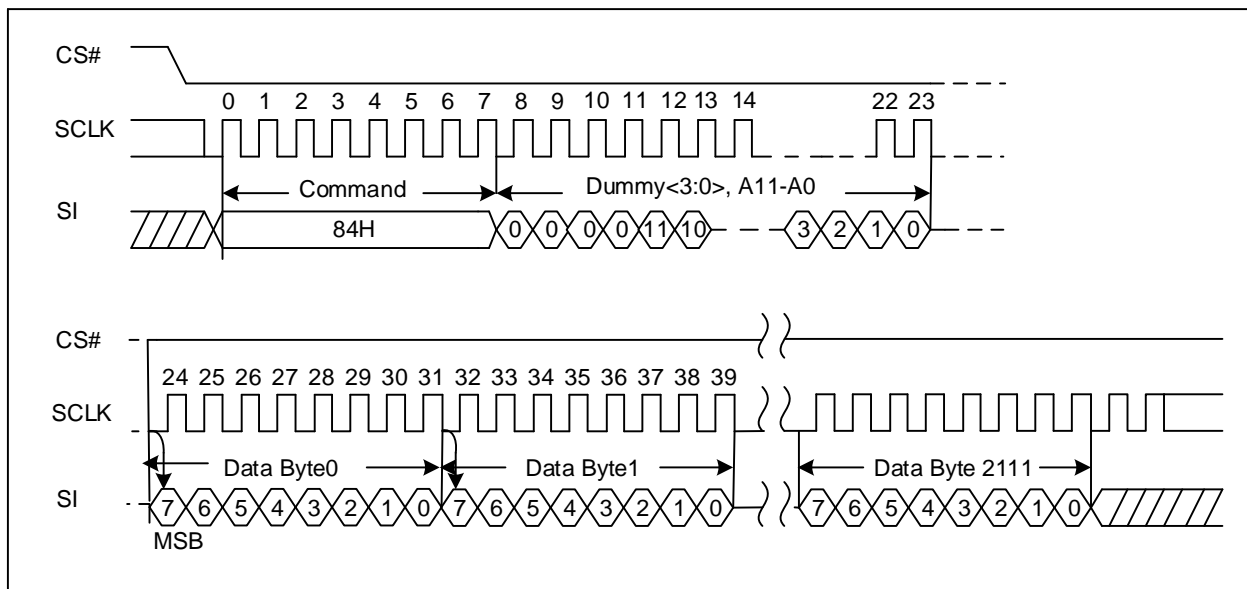 CS#
0 1 2 3 4 5 6 7 8 9 10 11 12 13 14 22 23
SCLK
Command Dummy<3:0>, A11-A0
SI
84H 0 0 0 0 11 10 3 2 1 0
CS#
24 25 26 27 28 29 30 31 32 33 34 35 36 37 38 39
SCLK
Data Byte0 Data Byte1 Data Byte 2111
SI
7 6 5 4 3 2 1 0 7 6 5 4 3 2 1 0 7 6 5 4 3 2 1 0
MSB